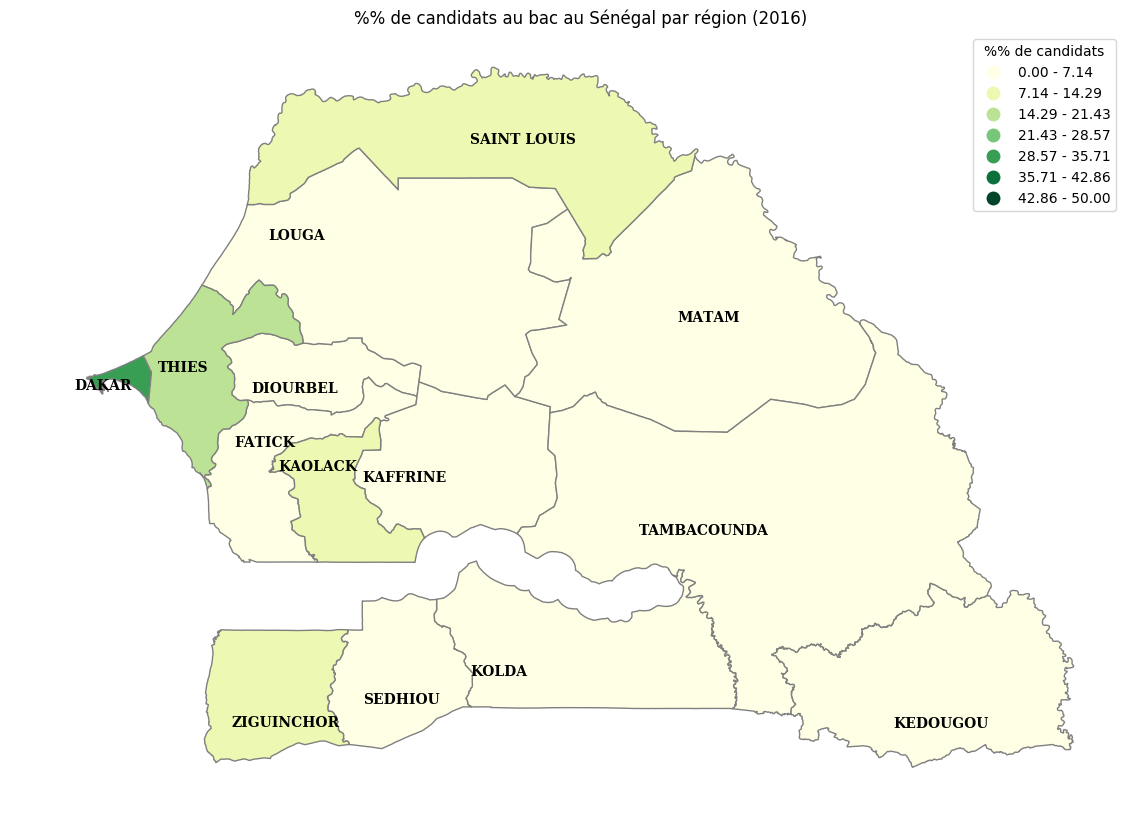 %% de candidats au bac au Sénégal par région (2016)
%% de candidats
0.00 - 7.14
7.14 - 14.29
14.29 - 21.43
21.43 - 28.57
28.57 - 35.71
35.71 - 42.86
42.86 - 50.00
SAINT LOUIS
LOUGA
MATAM
THIES
DAKAR
DIOURBEL
FATICK
KAOLACK
KAFFRINE
TAMBACOUNDA
KOLDA
SEDHIOU
ZIGUINCHOR
KEDOUGOU